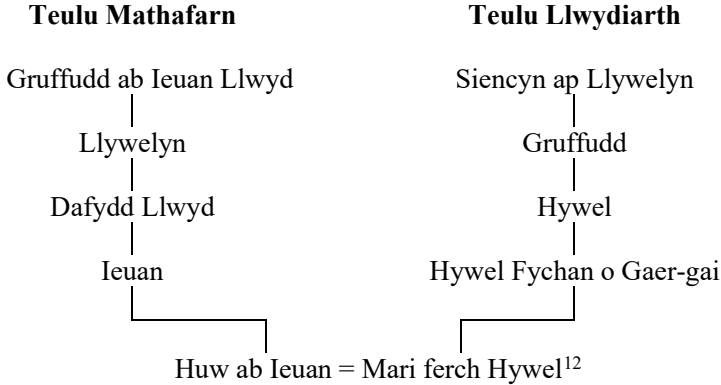 Teulu Mathafarn Teulu Llwydiarth
Gruffudd ab Ieuan Llwyd Siencyn ap Llywelyn
Llywelyn Gruffudd
Dafydd Llwyd Hywel
Ieuan Hywel Fychan o Gaer-gai
Huw ab Ieuan = Mari ferch Hywel¹²